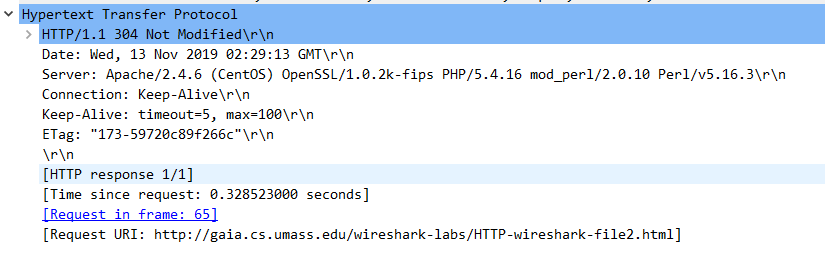 Hypertext Transfer Protocol
HTTP/1.1 304 Not Modified\r\n
Date: Wed, 13 Nov 2019 02:29:13 GMT\r\n
Server: Apache/2.4.6 (CentOS) OpenSSL/1.0.2k-fips PHP/5.4.16 mod_perl/2.0.10 Perl/v5.16.3\r\n
Connection: Keep-Alive\r\n
Keep-Alive: timeout=5, max=100\r\n
ETag: "173-59720c89f266c"\r\n
\r\n
[HTTP response 1/1]
[Time since request: 0.328523000 seconds]
[Request in frame: 65]
[Request URI: http://gaia.cs.umass.edu/wireshark-labs/HTTP-wireshark-file2.html]